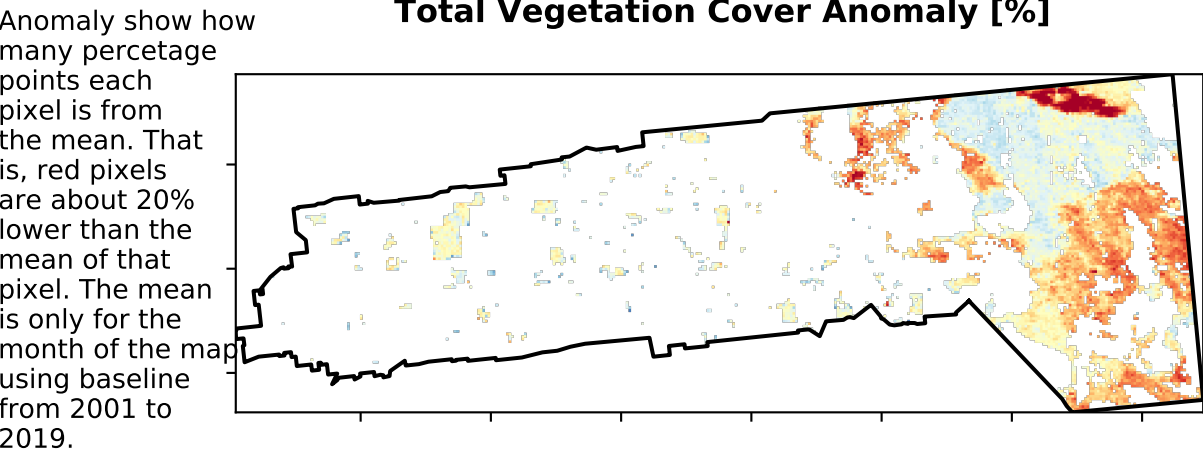 Total Vegetation Cover Anomaly [%]
Anomaly show how
many percetage
points each
pixel is from
the mean. That
is, red pixels
are about 20%
lower than the
mean of that
pixel. The mean
is only for the
month of the map
using baseline
from 2001 to
2019.